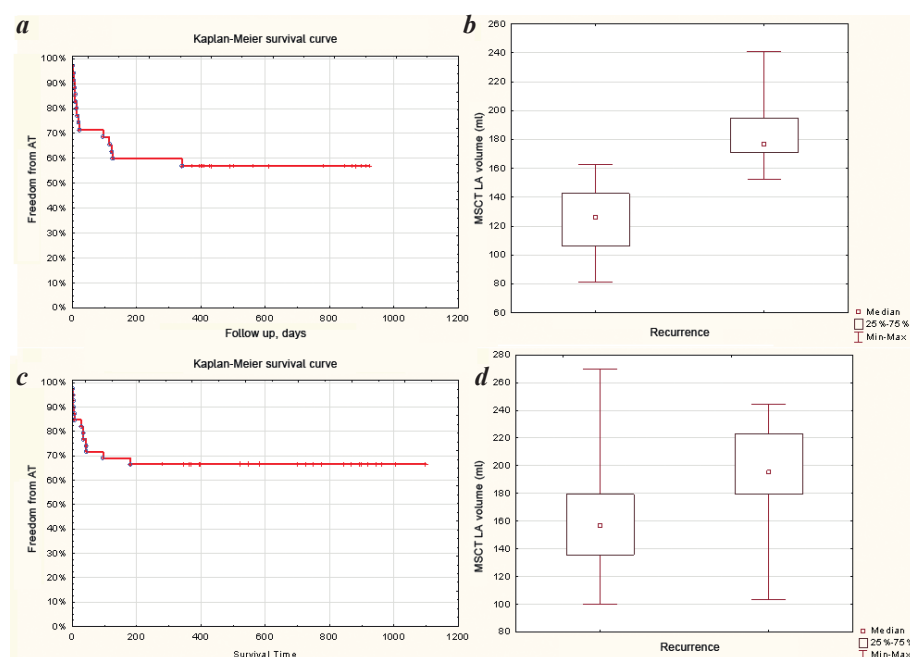 a
Kaplan-Meier survival curve
Freedom from AT
100%
90%
80%
70%
60%
50%
40%
30%
20%
10%
0%
0 200 400 600 800 1000 1200
Follow up, days
b
MSCT LA volume (ml)
260
240
220
200
180
160
140
120
100
80
60
Recurrence
Median
25%-75%
Min-Max
c
Kaplan-Meier survival curve
Freedom from AT
100%
90%
80%
70%
60%
50%
40%
30%
20%
10%
0%
0 200 400 600 800 1000 1200
Survival Time
d
MSCT LA volume (ml)
280
260
240
220
200
180
160
140
120
100
80
Recurrence
Median
25%-75%
Min-Max